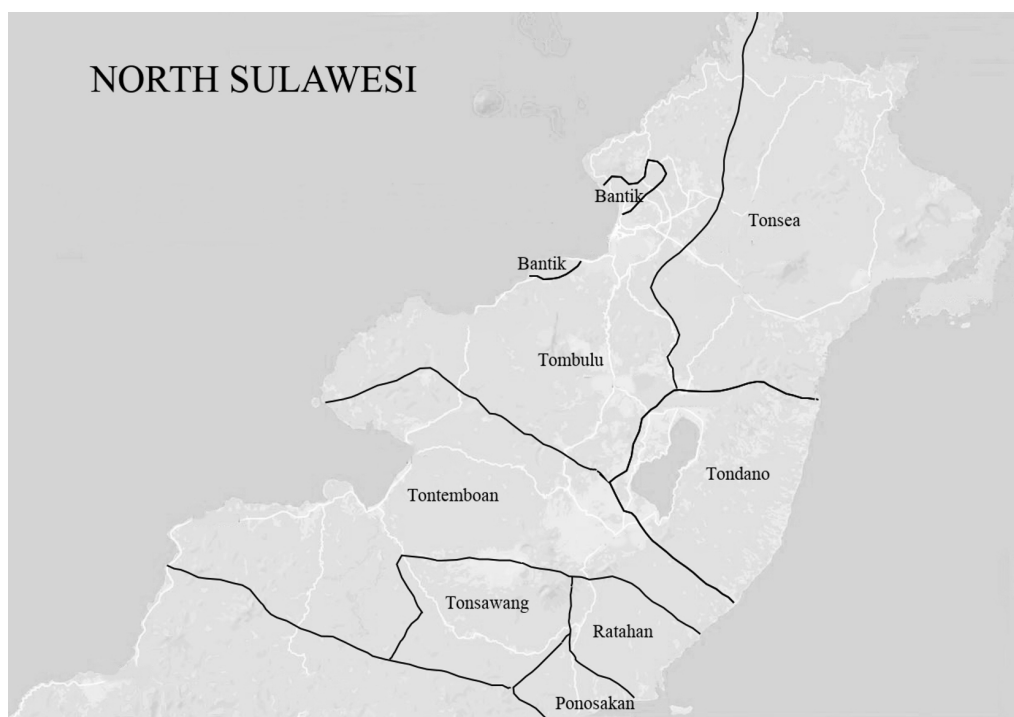 NORTH SULAWESI
Bantik
Tonsea
Bantik
Tombulu
Tondano
Tontemboan
Tonsawang
Ratahan
Ponosakan